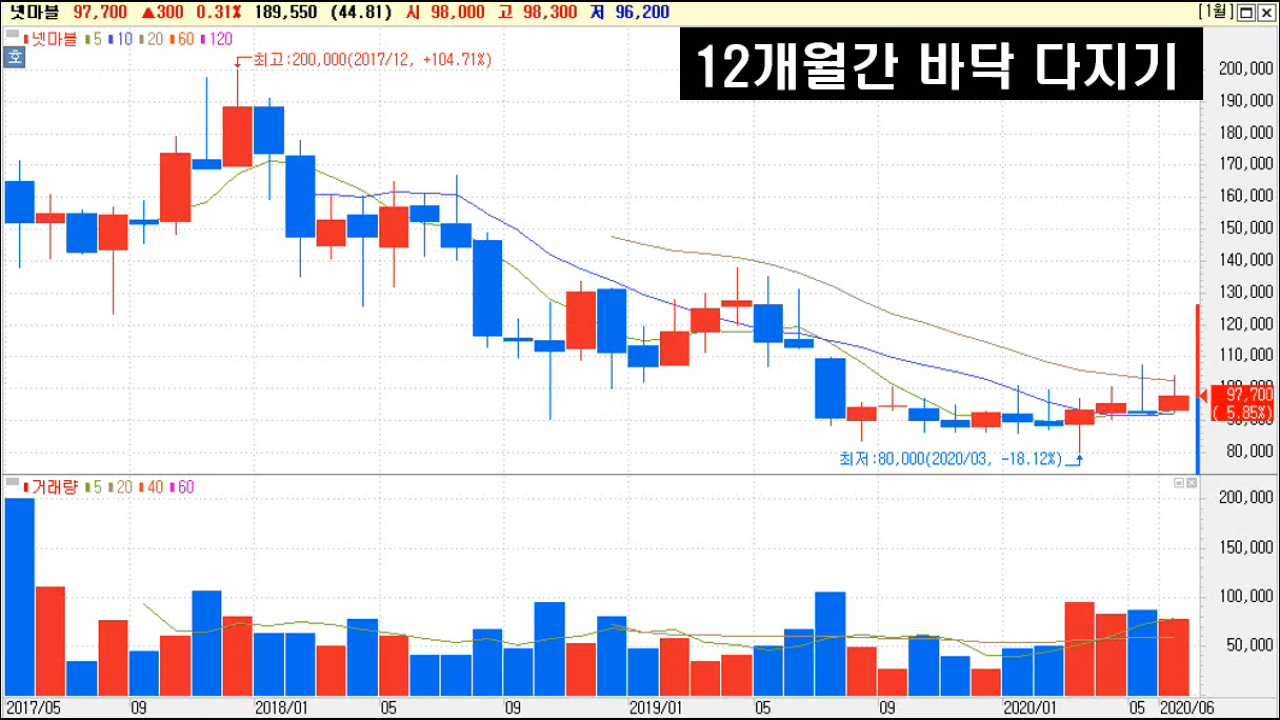 넷마블 97,700 ▲300 0.31% 189,550 (44.81) 시 98,000 고 98,300 저 96,200 [1월]
넷마블 5 10 20 60 120
호
최고:200,000(2017/12, +104.71%)
12개월간 바닥 다지기
200,000
190,000
180,000
170,000
160,000
150,000
140,000
130,000
120,000
110,000
100,000
97,700
( 5.85%)
90,000
80,000
최저:80,000(2020/03, -18.12%)
거래량 5 20 40 60
200,000
150,000
100,000
50,000
2017/05 09 2018/01 05 09 2019/01 05 09 2020/01 05 2020/06